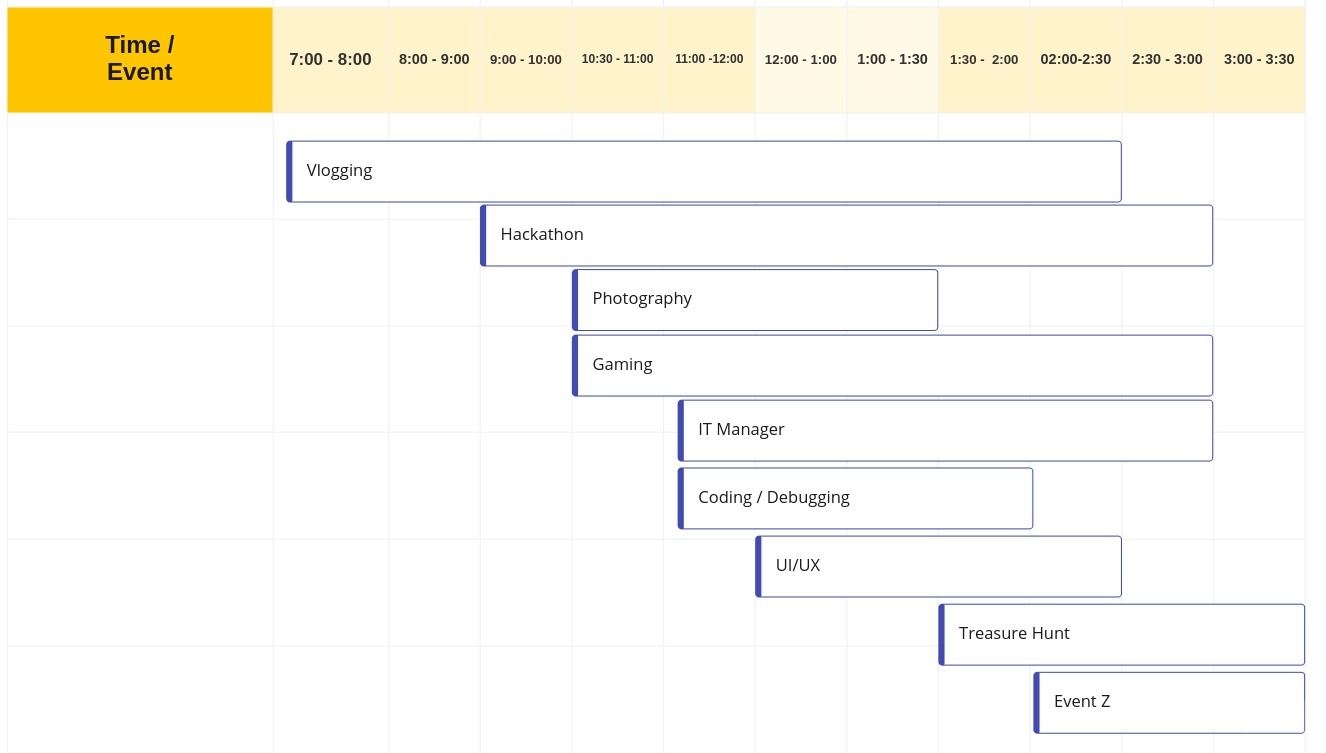 Time /
Event
7:00 - 8:00
8:00 - 9:00
9:00 - 10:00
10:30 - 11:00
11:00 -12:00
12:00 - 1:00
1:00 - 1:30
1:30 -  2:00
02:00-2:30
2:30 - 3:00
3:00 - 3:30
Vlogging
Hackathon
Photography
Gaming
IT Manager
Coding / Debugging
UI/UX
Treasure Hunt
Event Z